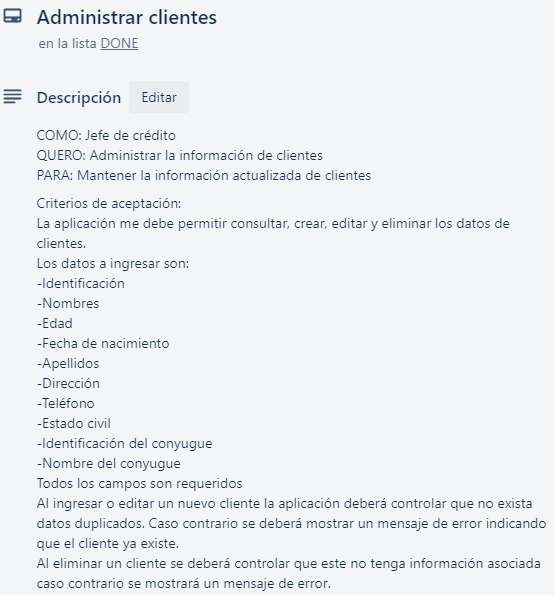 Administrar clientes
en la lista DONE
Descripción Editar
COMO: Jefe de crédito
QUERO: Administrar la información de clientes
PARA: Mantener la información actualizada de clientes
Criterios de aceptación:
La aplicación me debe permitir consultar, crear, editar y eliminar los datos de
clientes.
Los datos a ingresar son:
-Identificación
-Nombres
-Edad
-Fecha de nacimiento
-Apellidos
-Dirección
-Teléfono
-Estado civil
-Identificación del conyugue
-Nombre del conyugue
Todos los campos son requeridos
Al ingresar o editar un nuevo cliente la aplicación deberá controlar que no exista
datos duplicados. Caso contrario se deberá mostrar un mensaje de error indicando
que el cliente ya existe.
Al eliminar un cliente se deberá controlar que este no tenga información asociada
caso contrario se mostrará un mensaje de error.